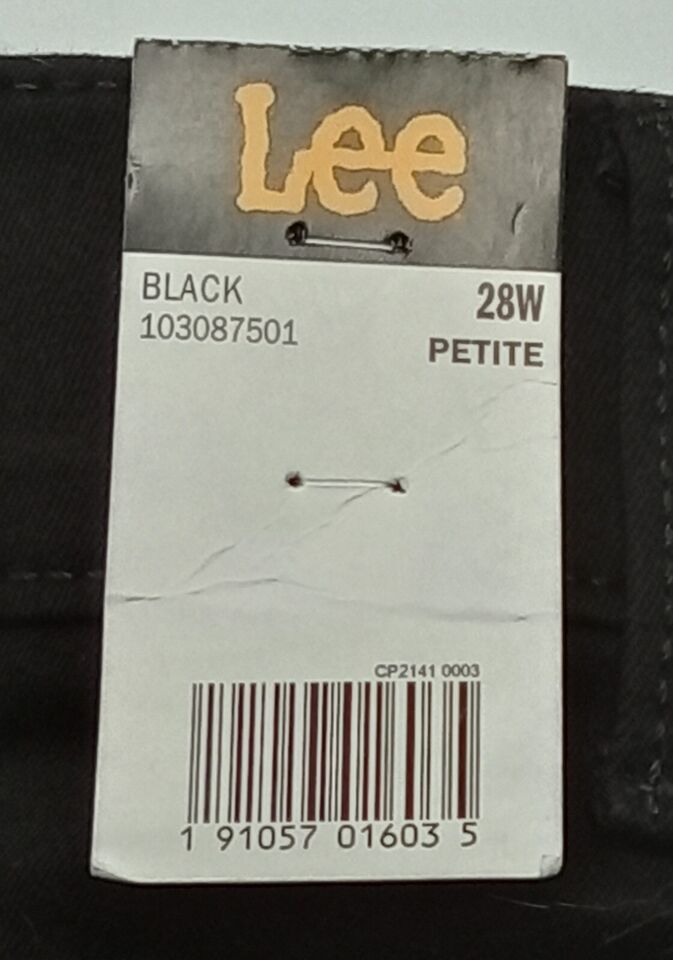 Lee
BLACK
103087501
28W
PETITE
CP2141 0003
1 91057 01603 5